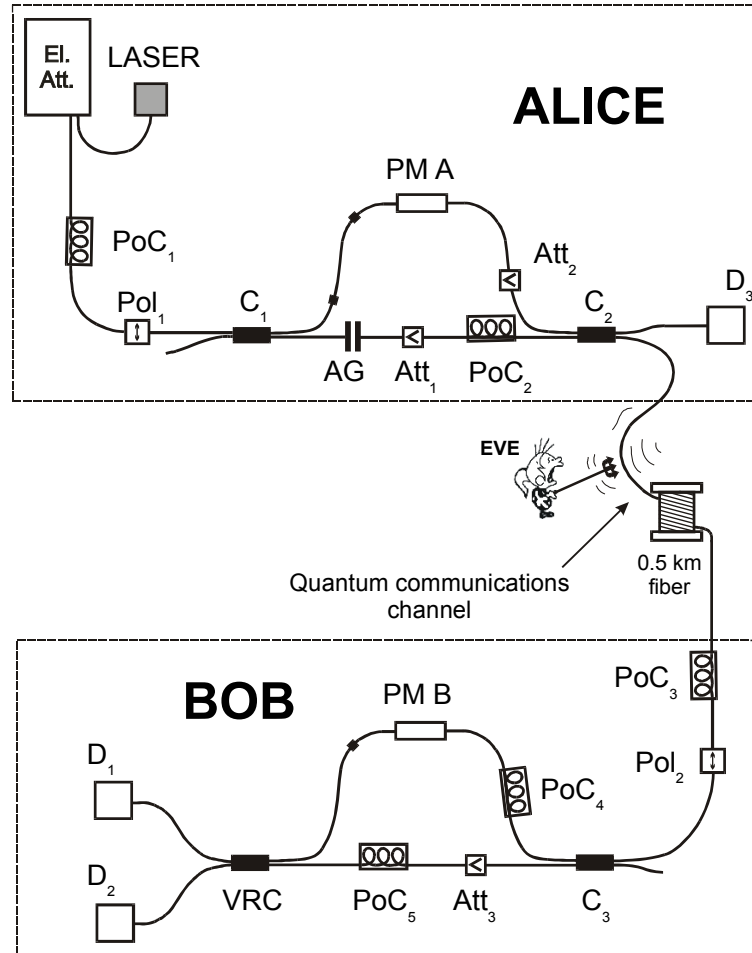 El.
Att.
LASER
ALICE
PM A
PoC₁
Att₂
Pol₁
C₁
C₂
D₃
AG
Att₁
PoC₂
EVE
0.5 km
fiber
Quantum communications
channel
BOB
PM B
PoC₃
D₁
Pol₂
PoC₄
D₂
VRC
PoC₅
Att₃
C₃